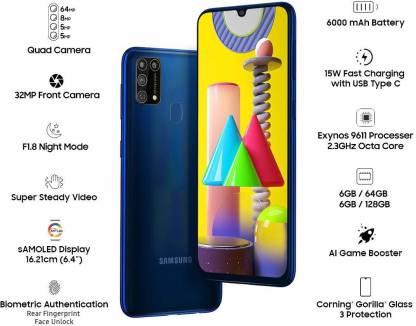 64MP
8MP
5MP
5MP
Quad Camera
32MP Front Camera
F1.8 Night Mode
Super Steady Video
sAMOLED Display
16.21cm (6.4")
Biometric Authentication
Rear Fingerprint
Face Unlock
SAMSUNG
6000 mAh Battery
15W Fast Charging
with USB Type C
Exynos 9611 Processer
2.3GHz Octa Core
6GB / 64GB
6GB / 128GB
AI Game Booster
Corning® Gorilla® Glass
3 Protection